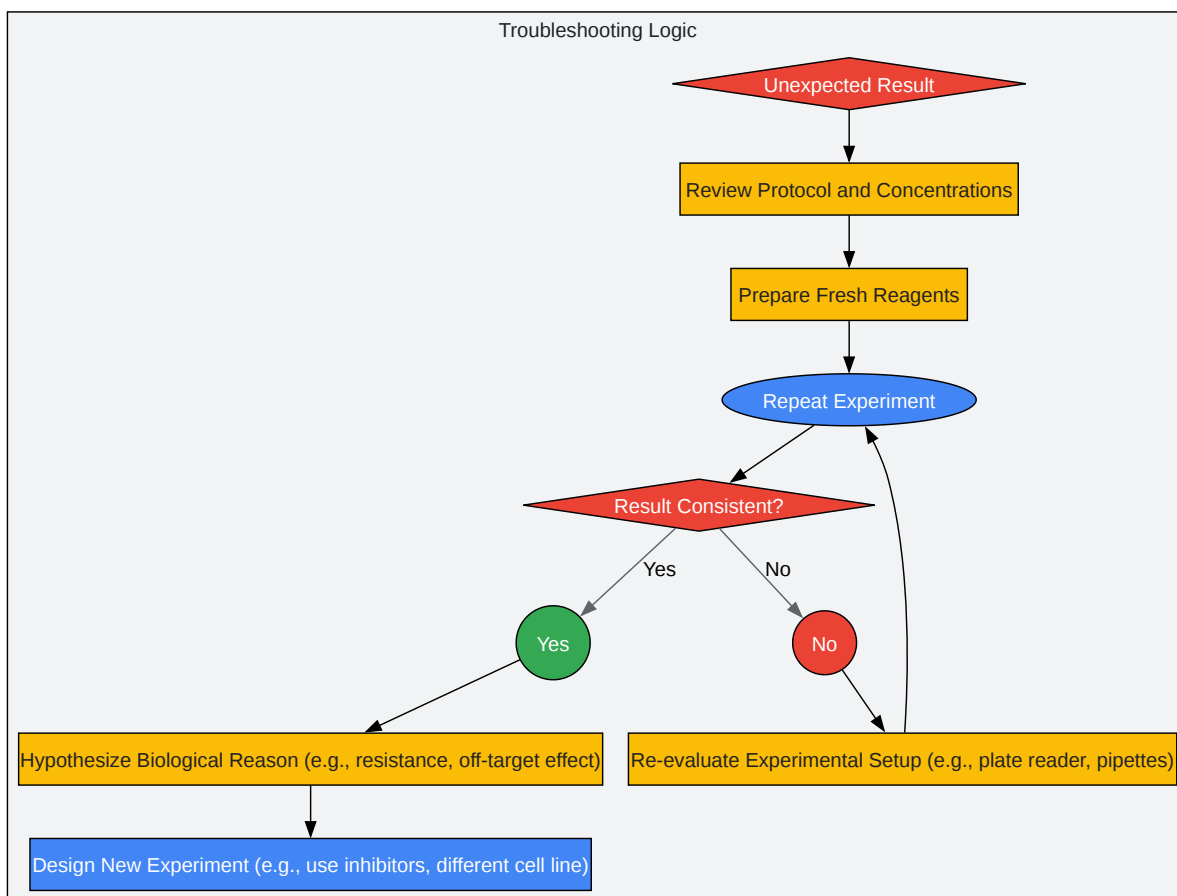 Troubleshooting Logic
Unexpected Result
Review Protocol and Concentrations
Prepare Fresh Reagents
Repeat Experiment
Result Consistent?
Yes
No
Yes
No
Hypothesize Biological Reason (e.g., resistance, off-target effect)
Re-evaluate Experimental Setup (e.g., plate reader, pipettes)
Design New Experiment (e.g., use inhibitors, different cell line)